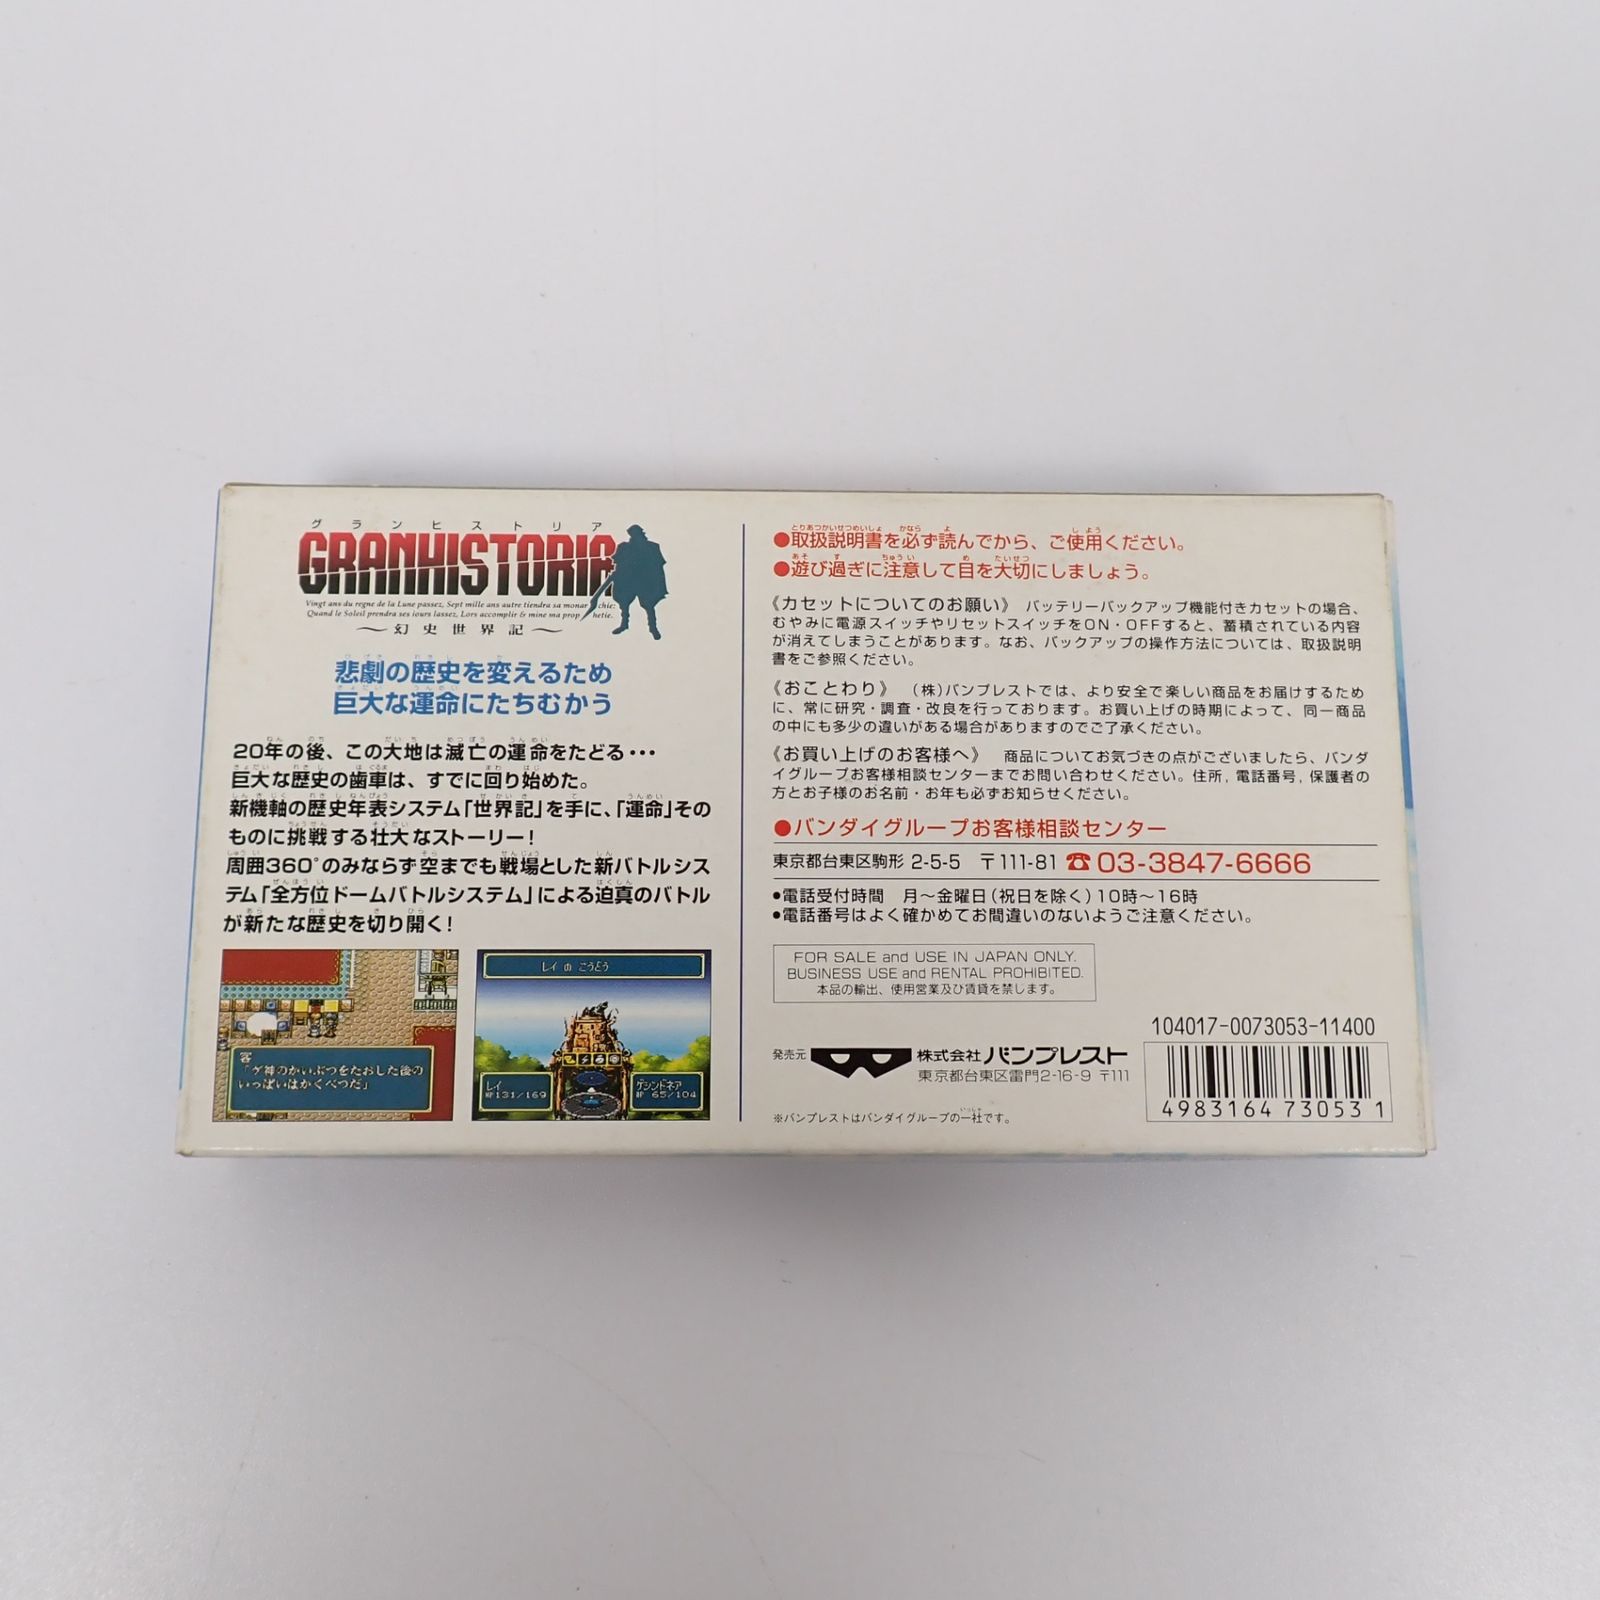 グランヒストリア
GRANHISTORIA
Vingt ans du regne de la Lune passez, Sept mille ans autre tiendra sa monarchie:
Quand le Soleil prendra ses iours lassez, Lors accomplir & mine ma prophetie.
〜幻史世界記〜
悲劇の歴史を変えるため
巨大な運命にたちむかう
20年の後、この大地は滅亡の運命をたどる・・・
巨大な歴史の歯車は、すでに回り始めた。
新機軸の歴史年表システム「世界記」を手に、「運命」その
ものに挑戦する壮大なストーリー!
周囲360°のみならず空までも戦場とした新バトルシス
テム「全方位ドームバトルシステム」による迫真のバトル
が新たな歴史を切り開く!
客
「ゲ神のかいぶつをたおした後の
いっぱいはかくべつだ」
レイ の こうどう
レイ
HP131/169
ゲシンドネア
HP 65/104
●取扱説明書を必ず読んでから、ご使用ください。
●遊び過ぎに注意して目を大切にしましょう。
《カセットについてのお願い》 バッテリーバックアップ機能付きカセットの場合、
むやみに電源スイッチやリセットスイッチをON・OFFすると、蓄積されている内容
が消えてしまうことがあります。なお、バックアップの操作方法については、取扱説明
書をご参照ください。
《おことわり》 (株)バンプレストでは、より安全で楽しい商品をお届けするため
に、常に研究・調査・改良を行っております。お買い上げの時期によって、同一商品
の中にも多少の違いがある場合がありますのでご了承ください。
《お買い上げのお客様へ》 商品についてお気づきの点がございましたら、バンダ
イグループお客様相談センターまでお問い合わせください。住所, 電話番号, 保護者の
方とお子様のお名前・お年も必ずお知らせください。
●バンダイグループお客様相談センター
東京都台東区駒形 2-5-5 〒111-81 ☎03-3847-6666
●電話受付時間 月〜金曜日(祝日を除く)10時〜16時
●電話番号はよく確かめてお間違いのないようご注意ください。
FOR SALE and USE IN JAPAN ONLY.
BUSINESS USE and RENTAL PROHIBITED.
本品の輸出、使用営業及び賃貸を禁じます。
104017-0073053-11400
発売元 株式会社 バンプレスト
東京都台東区雷門2-16-9 〒111
※バンプレストはバンダイグループの一社です。
4983164 73053 1